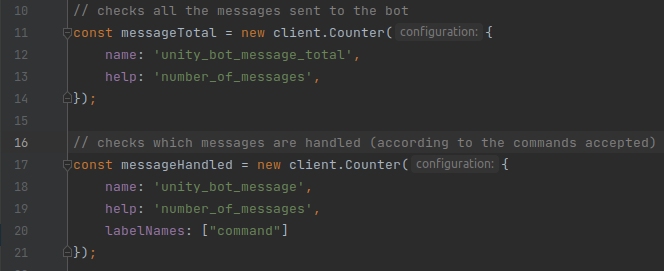 10 // checks all the messages sent to the bot
11 const messageTotal = new client.Counter( configuration: {
12 name: 'unity_bot_message_total',
13 help: 'number_of_messages',
14 });
15
16 // checks which messages are handled (according to the commands accepted)
17 const messageHandled = new client.Counter( configuration: {
18 name: 'unity_bot_message',
19 help: 'number_of_messages',
20 labelNames: ["command"]
21 });